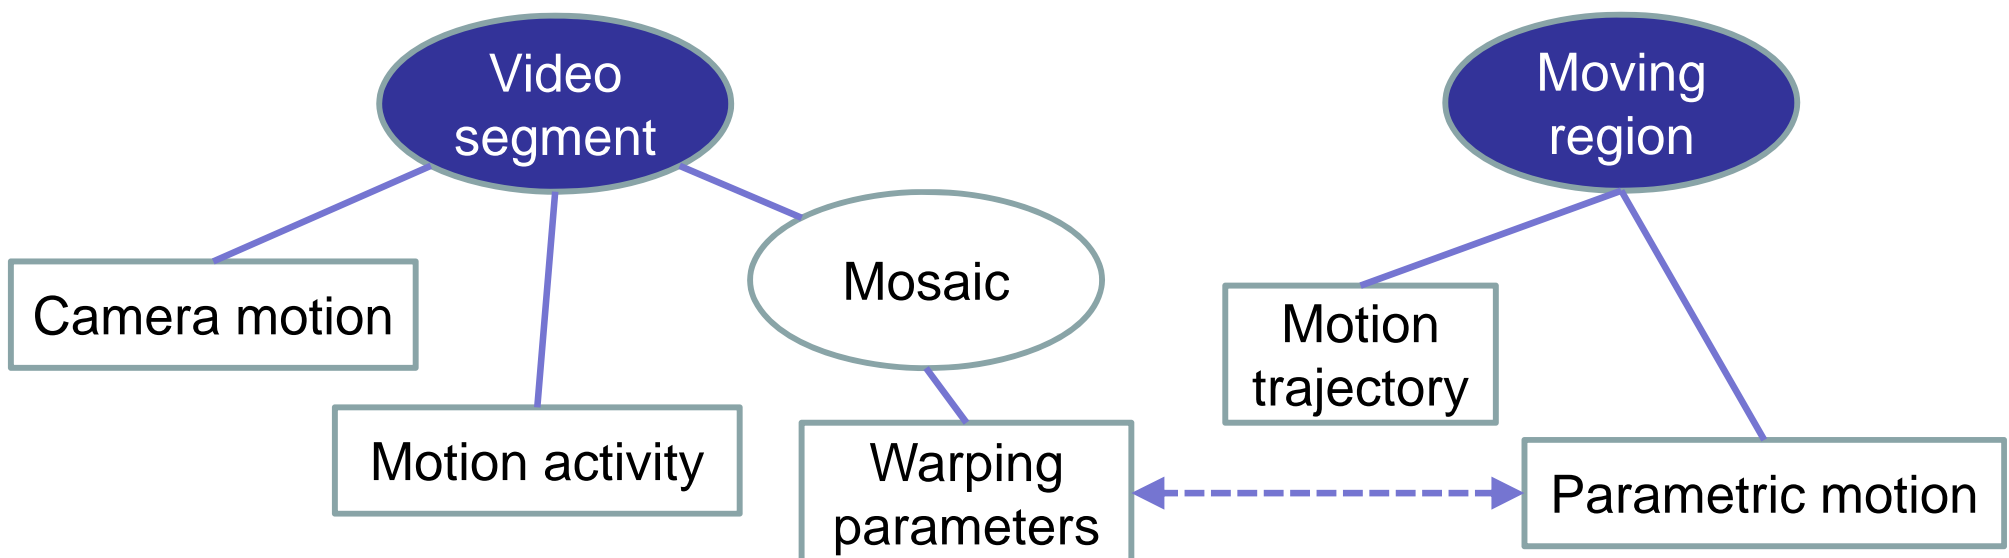 Video
segment
Moving
region
Mosaic
Camera motion
Motion
trajectory
Motion activity
Warping
parameters
Parametric motion